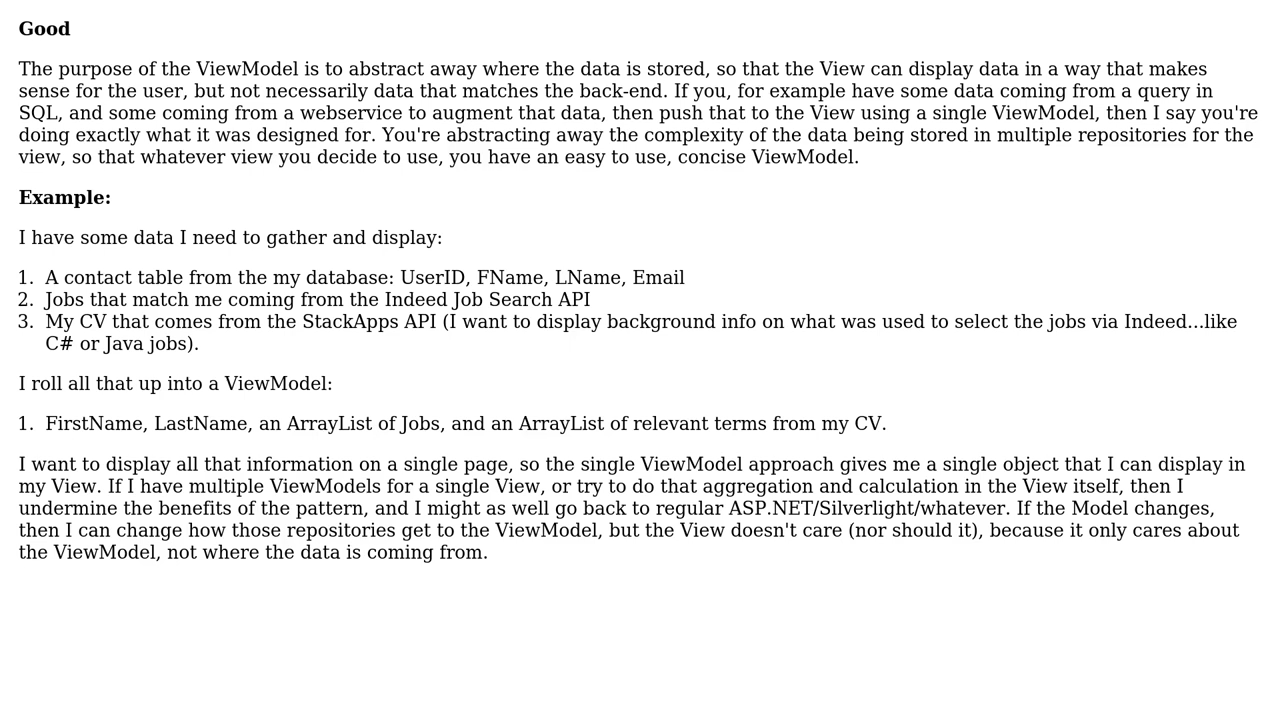 Good
The purpose of the ViewModel is to abstract away where the data is stored, so that the View can display data in a way that makes
sense for the user, but not necessarily data that matches the back-end. If you, for example have some data coming from a query in
SQL, and some coming from a webservice to augment that data, then push that to the View using a single ViewModel, then I say you're
doing exactly what it was designed for. You're abstracting away the complexity of the data being stored in multiple repositories for the
view, so that whatever view you decide to use, you have an easy to use, concise ViewModel.
Example:
I have some data I need to gather and display:
1. A contact table from the my database: UserID, FName, LName, Email
2. Jobs that match me coming from the Indeed Job Search API
3. My CV that comes from the StackApps API (I want to display background info on what was used to select the jobs via Indeed...like
C# or Java jobs).
I roll all that up into a ViewModel:
1. FirstName, LastName, an ArrayList of Jobs, and an ArrayList of relevant terms from my CV.
I want to display all that information on a single page, so the single ViewModel approach gives me a single object that I can display in
my View. If I have multiple ViewModels for a single View, or try to do that aggregation and calculation in the View itself, then I
undermine the benefits of the pattern, and I might as well go back to regular ASP.NET/Silverlight/whatever. If the Model changes,
then I can change how those repositories get to the ViewModel, but the View doesn't care (nor should it), because it only cares about
the ViewModel, not where the data is coming from.